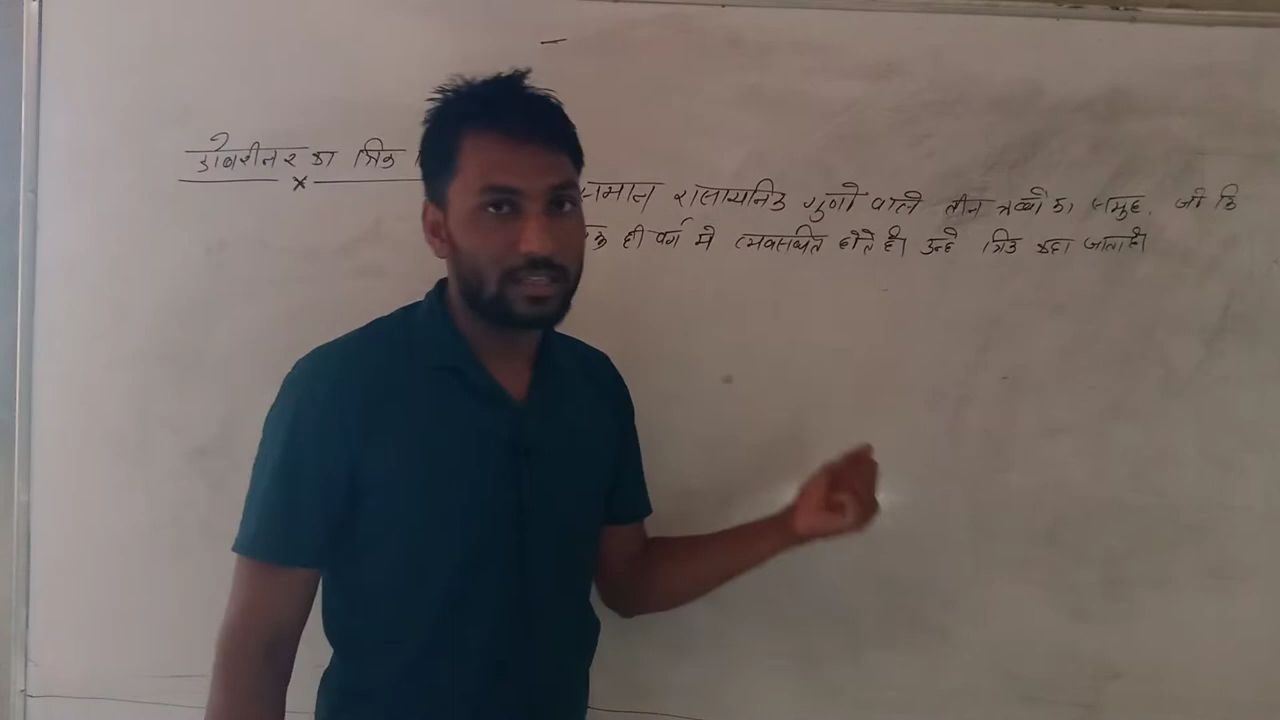 डोबरीनर का त्रिक
समान रासायनिक गुणों वाले तीन तत्वों का समुह, जो कि
ही वर्ग मे व्यवस्थित होते है। उन्हे त्रिक कहा जाता है।